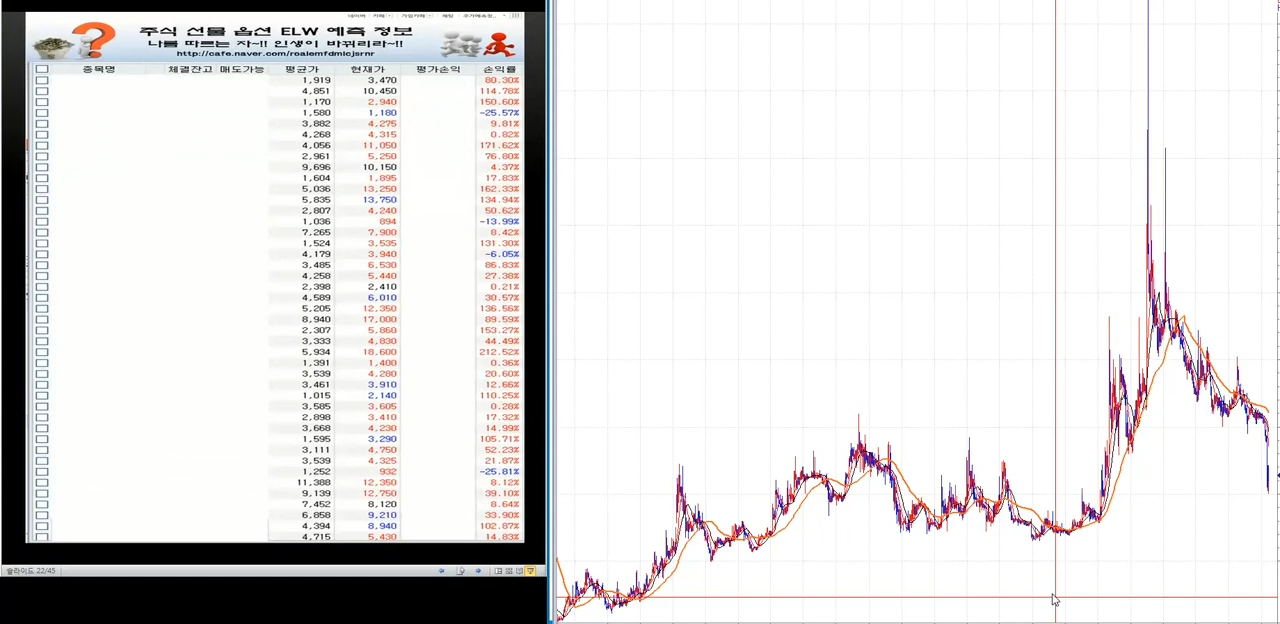 네이버 카페 가입카페 채팅
주식 선물 옵션 ELW 예측 정보
나를 따르는 자~!! 인생이 바뀌리라~!!
http://cafe.naver.com/roalemfdmlcjsrnr
종목명 체결잔고 매도가능 평균가 현재가 평가손익 손익률
1,919 3,470 80.30%
4,851 10,450 114.78%
1,170 2,940 150.60%
1,580 1,180 -25.57%
3,882 4,275 9.81%
4,268 4,315 0.82%
4,056 11,050 171.62%
2,961 5,250 76.80%
9,696 10,150 4.37%
1,604 1,895 17.83%
5,036 13,250 162.33%
5,835 13,750 134.94%
2,807 4,240 50.62%
1,036 894 -13.99%
7,265 7,900 8.42%
1,524 3,535 131.30%
4,179 3,940 -6.05%
3,485 6,530 86.83%
4,258 5,440 27.38%
2,398 2,410 0.21%
4,589 6,010 30.57%
5,205 12,350 136.56%
8,940 17,000 89.59%
2,307 5,860 153.27%
3,333 4,830 44.49%
5,934 18,600 212.52%
1,391 1,400 0.36%
3,539 4,280 20.60%
3,461 3,910 12.66%
1,015 2,140 110.25%
3,585 3,605 0.28%
2,898 3,410 17.32%
3,668 4,230 14.99%
1,595 3,290 105.71%
3,111 4,750 52.23%
3,539 4,325 21.87%
1,252 932 -25.81%
11,388 12,350 8.12%
9,139 12,750 39.10%
7,452 8,120 8.64%
6,858 9,210 33.90%
4,394 8,940 102.87%
4,715 5,430 14.83%
슬라이드 22/45